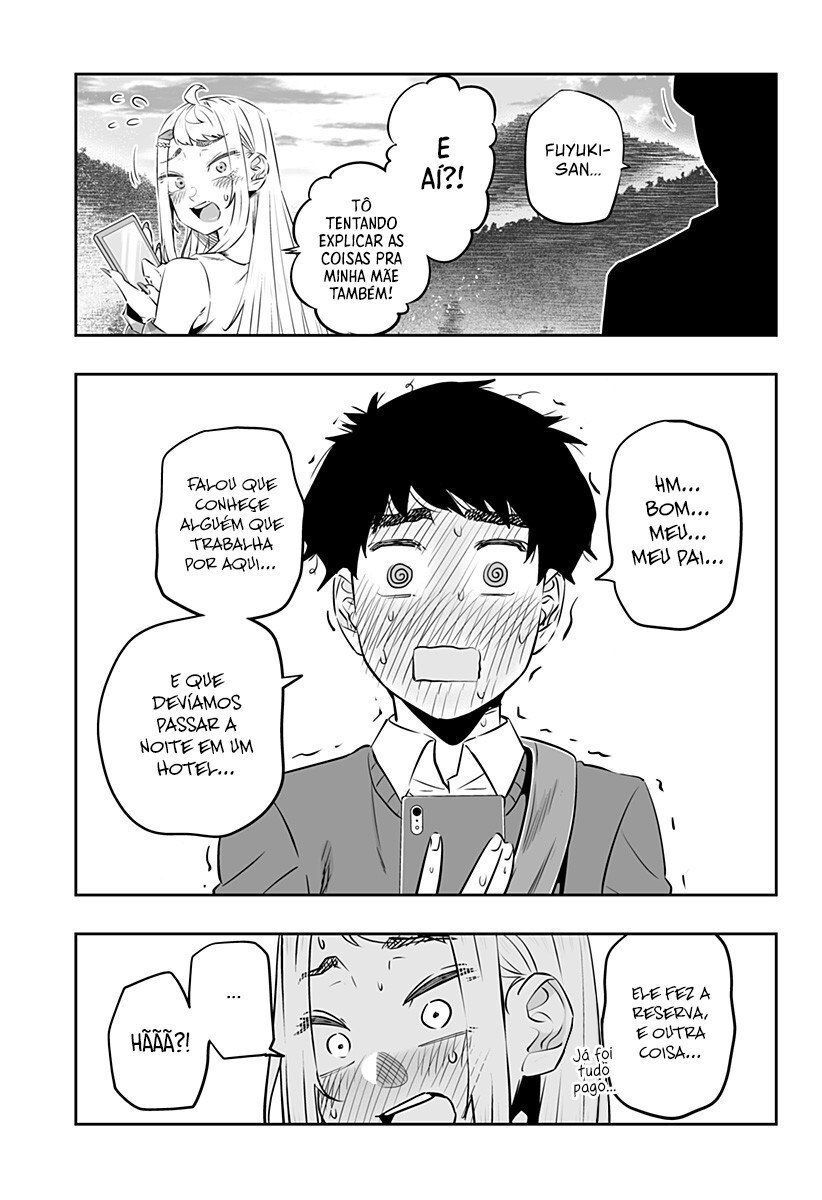 FUYUKI-
SAN...
E
AÍ?!
TÔ
TENTANDO
EXPLICAR AS
COISAS PRA
MINHA MÃE
TAMBÉM!
HM...
BOM...
MEU...
MEU PAI...
FALOU QUE
CONHEÇE
ALGUÉM QUE
TRABALHA
POR AQUI...
E QUE
DEVÍAMOS
PASSAR A
NOITE EM UM
HOTEL...
ELE FEZ A
RESERVA,
E OUTRA
COISA...
Já foi
tudo
pago...
...
HÃÃÃ?!